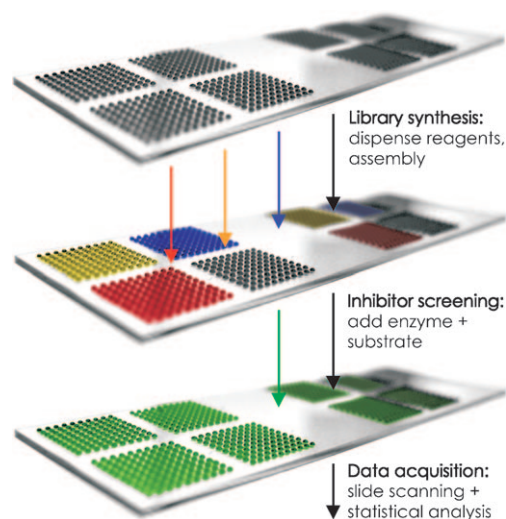 Library synthesis:
dispense reagents,
assembly
Inhibitor screening:
add enzyme +
substrate
Data acquisition:
slide scanning +
statistical analysis